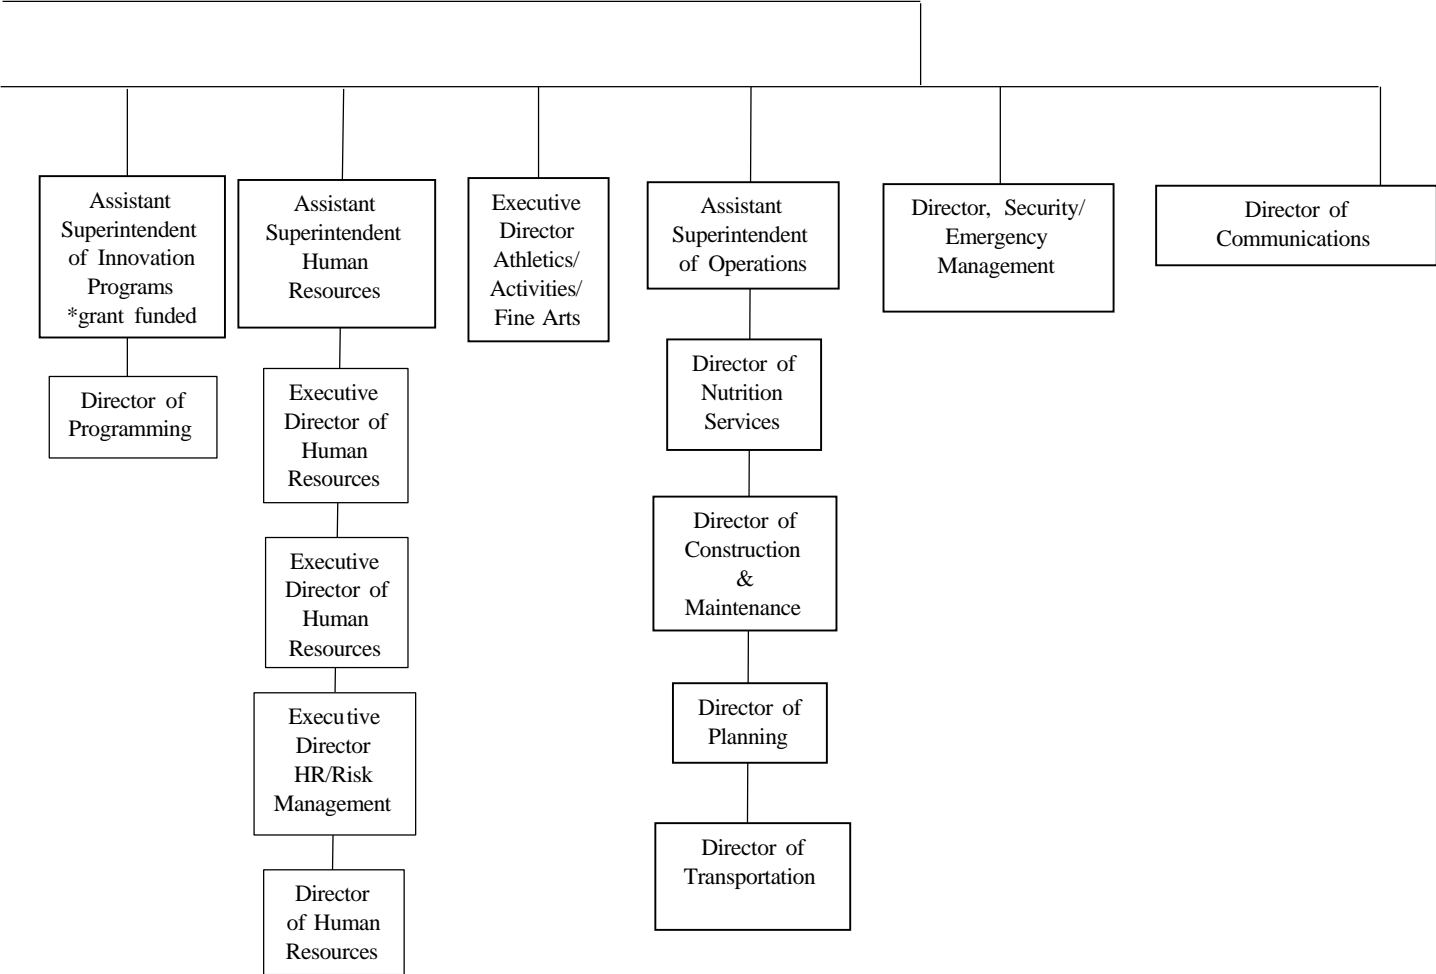 Assistant
Superintendent
of Innovation
Programs
*grant funded
Director of
Programming
Assistant
Superintendent
Human
Resources
Executive
Director of
Human
Resources
Executive
Director of
Human
Resources
Executive
Director
HR/Risk
Management
Director
of Human
Resources
Executive
Director
Athletics/
Activities/
Fine Arts
Assistant
Superintendent
of Operations
Director of
Nutrition
Services
Director of
Construction
&
Maintenance
Director of
Planning
Director of
Transportation
Director, Security/
Emergency
Management
Director of
Communications